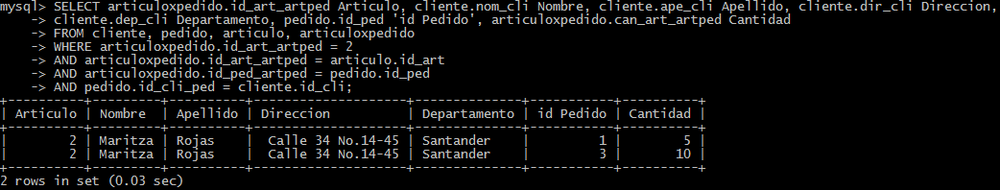 mysql> SELECT articuloxpedido.id_art_artped Articulo, cliente.nom_cli Nombre, cliente.ape_cli Apellido, cliente.dir_cli Direccion,
    -> cliente.dep_cli Departamento, pedido.id_ped 'id Pedido', articuloxpedido.can_art_artped Cantidad
    -> FROM cliente, pedido, articulo, articuloxpedido
    -> WHERE articuloxpedido.id_art_artped = 2
    -> AND articuloxpedido.id_art_artped = articulo.id_art
    -> AND articuloxpedido.id_ped_artped = pedido.id_ped
    -> AND pedido.id_cli_ped = cliente.id_cli;
+----------+---------+----------+--------------------+--------------+-----------+----------+
| Articulo | Nombre  | Apellido | Direccion          | Departamento | id Pedido | Cantidad |
+----------+---------+----------+--------------------+--------------+-----------+----------+
|        2 | Maritza | Rojas    |  Calle 34 No.14-45 | Santander    |         1 |        5 |
|        2 | Maritza | Rojas    |  Calle 34 No.14-45 | Santander    |         3 |       10 |
+----------+---------+----------+--------------------+--------------+-----------+----------+
2 rows in set (0.03 sec)